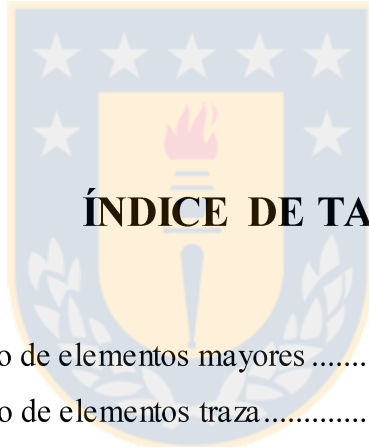 ÍNDICE DE TA
o de elementos mayores .......
o de elementos traza.............